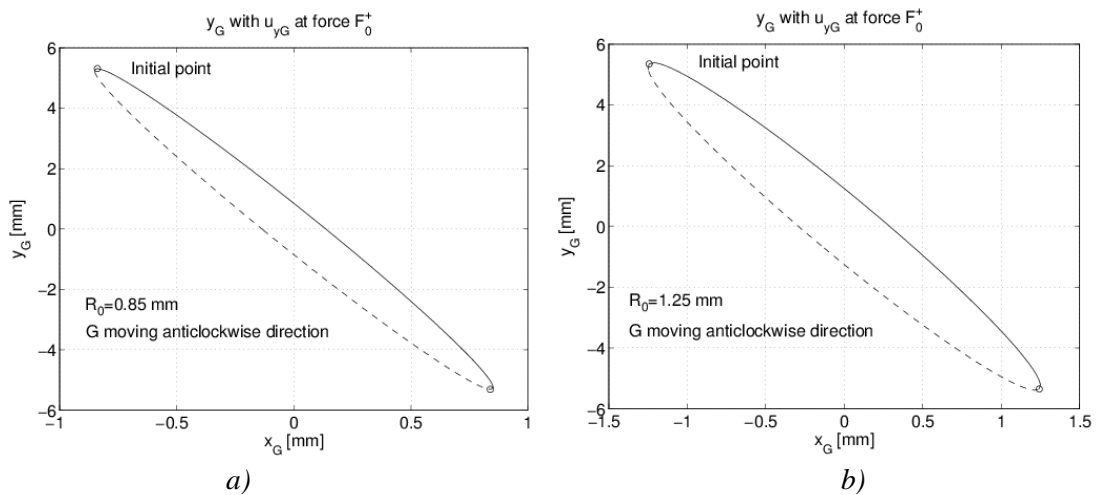 y_G with u_yG at force F_0^+
6
Initial point
4
2
0
y_G [mm]
−2
R_0=0.85 mm
G moving anticlockwise direction
−4
−6
−1
−0.5
0
0.5
1
x_G [mm]
a)
y_G with u_yG at force F_0^+
6
Initial point
4
2
0
y_G [mm]
−2
R_0=1.25 mm
G moving anticlockwise direction
−4
−6
−1.5
−1
−0.5
0
0.5
1
1.5
x_G [mm]
b)